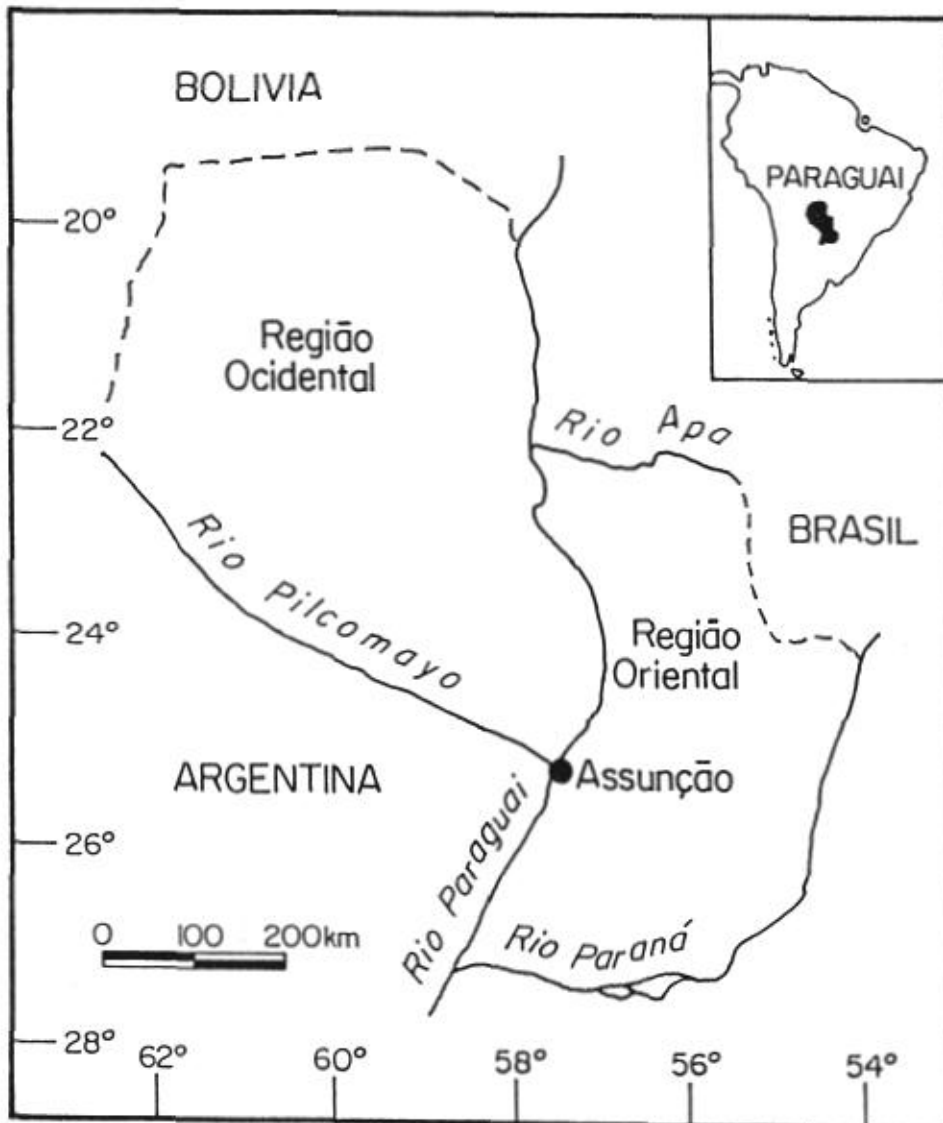 BOLIVIA
PARAGUAI
20°
Região
Ocidental
22°
Rio Apa
BRASIL
Rio Pilcomayo
24°
Região
Oriental
ARGENTINA
Assunção
26°
Rio Paraguai
0 100 200km
Rio Paraná
28°
62° 60° 58° 56° 54°